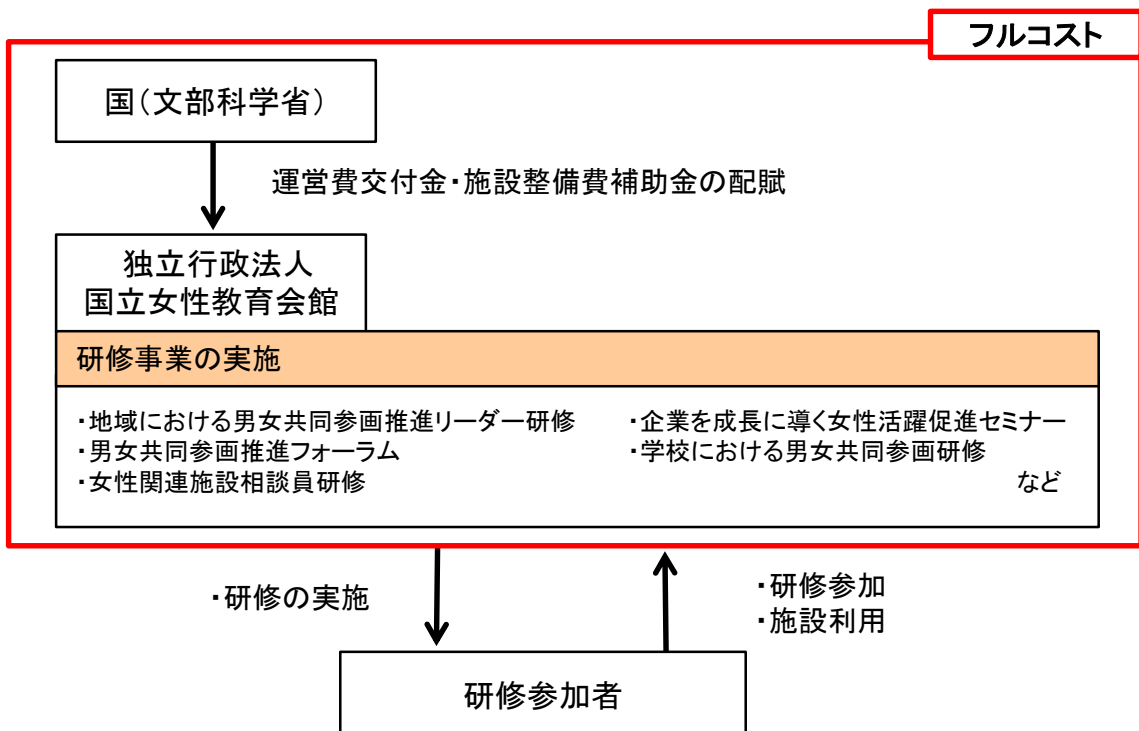 フルコスト
国（文部科学省）
運営費交付金・施設整備費補助金の配賦
独立行政法人
国立女性教育会館
研修事業の実施
・地域における男女共同参画推進リーダー研修
・男女共同参画推進フォーラム
・女性関連施設相談員研修
・企業を成長に導く女性活躍促進セミナー
・学校における男女共同参画研修
など
・研修の実施
・研修参加
・施設利用
研修参加者